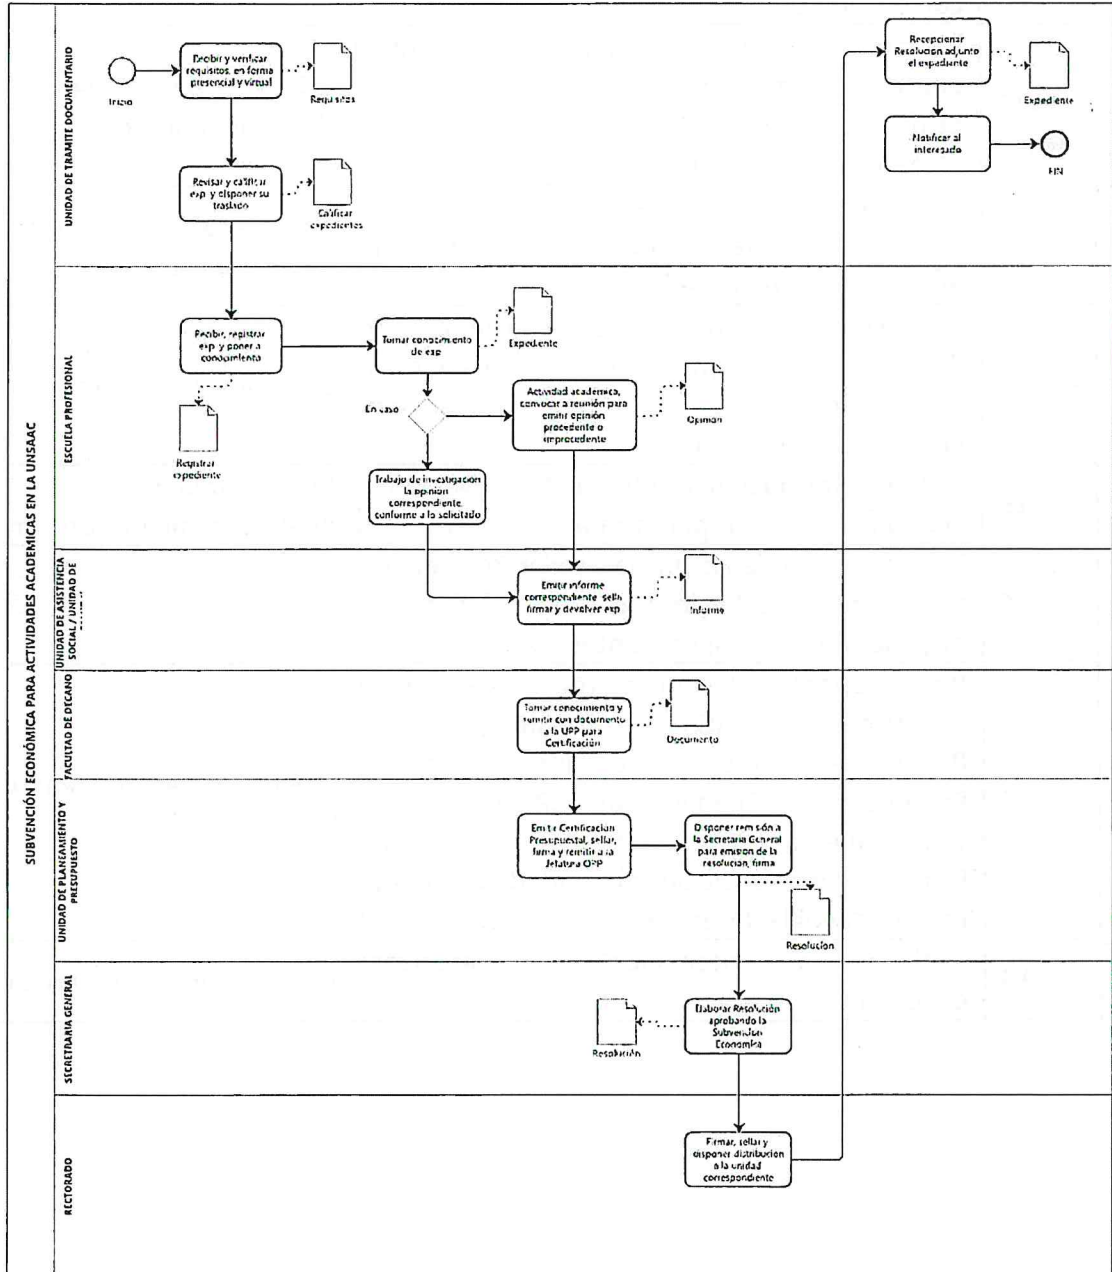 SUBVENCIÓN ECONÓMICA PARA ACTIVIDADES ACADEMICAS EN LA UNSAAC
UNIDAD DE TRAMITE DOCUMENTARIO
Inicio
Recibir y verificar
requisitos, en forma
presencial y virtual
Requisitos
Revisar y calificar
exp. y disponer su
traslado
Calificar
expedientes
Recepcionar
Resolucion adjunto
el expediente
Expediente
Notificar al
interesado
FIN
ESCUELA PROFESIONAL
Recibir, registrar
exp. y poner a
conocimiento
Registrar
expediente
Tomar conocimiento
de exp
Expediente
En caso
Actividad academica,
convocar a reunión para
emitir opinión
procedente o
improcedente
Opinion
Trabajo de investigacion
la opinion
correspondiente,
conforme a lo solicitado
UNIDAD DE ASISTENCIA
SOCIAL / UNIDAD DE
Emitir informe
correspondiente, sella
firmar y devolver exp
Informe
FACULTAD DE DECANO
Tomar conocimiento y
remitir con documento
a la UPP para
Certificación
Documento
UNIDAD DE PLANEAMIENTO Y
PRESUPUESTO
Emitir Certificacion
Presupuestal, sellar,
firma y remitir a la
Jefatura OPP
Disponer remisión a
la Secretaria General
para emision de la
resolución, firma
Resolucion
SECRETRARIA GENERAL
Elaborar Resolución
aprobando la
Subvencion
Economica
Resolución
RECTORADO
Firmar, sellar y
disponer distribucion
a la unidad
correspondiente